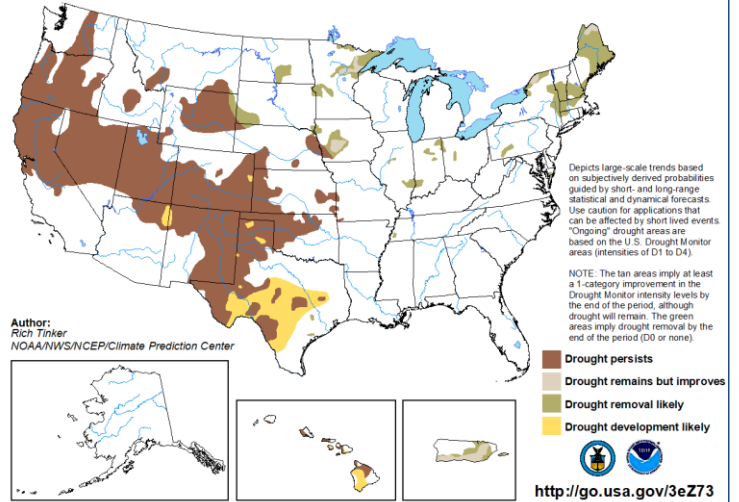 Depicts large-scale trends based
on subjectively derived probabilities
guided by short- and long-range
statistical and dynamical forecasts.
Use caution for applications that
can be affected by short lived events.
"Ongoing" drought areas are
based on the U.S. Drought Monitor
areas (intensities of D1 to D4).
NOTE: The tan areas imply at least
a 1-category improvement in the
Drought Monitor intensity levels by
the end of the period, although
drought will remain. The green
areas imply drought removal by the
end of the period (D0 or none).
Author:
Rich Tinker
NOAA/NWS/NCEP/Climate Prediction Center
Drought persists
Drought remains but improves
Drought removal likely
Drought development likely
http://go.usa.gov/3eZ73